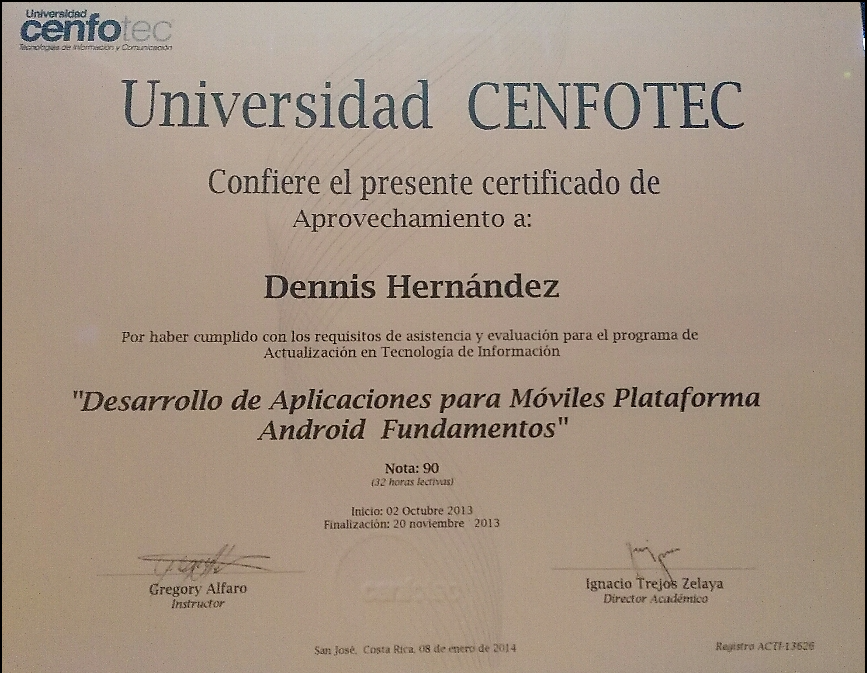 Universidad
cenfotec
Tecnologías de Información y Comunicación
Universidad CENFOTEC
Confiere el presente certificado de
Aprovechamiento a:
Dennis Hernández
Por haber cumplido con los requisitos de asistencia y evaluación para el programa de
Actualización en Tecnología de Información
"Desarrollo de Aplicaciones para Móviles Plataforma
Android Fundamentos"
Nota: 90
(32 horas lectivas)
Inicio: 02 Octubre 2013
Finalización: 20 noviembre 2013
Gregory Alfaro
Instructor
Ignacio Trejos Zelaya
Director Académico
San José, Costa Rica, 08 de enero de 2014
Registro ACTI-13626